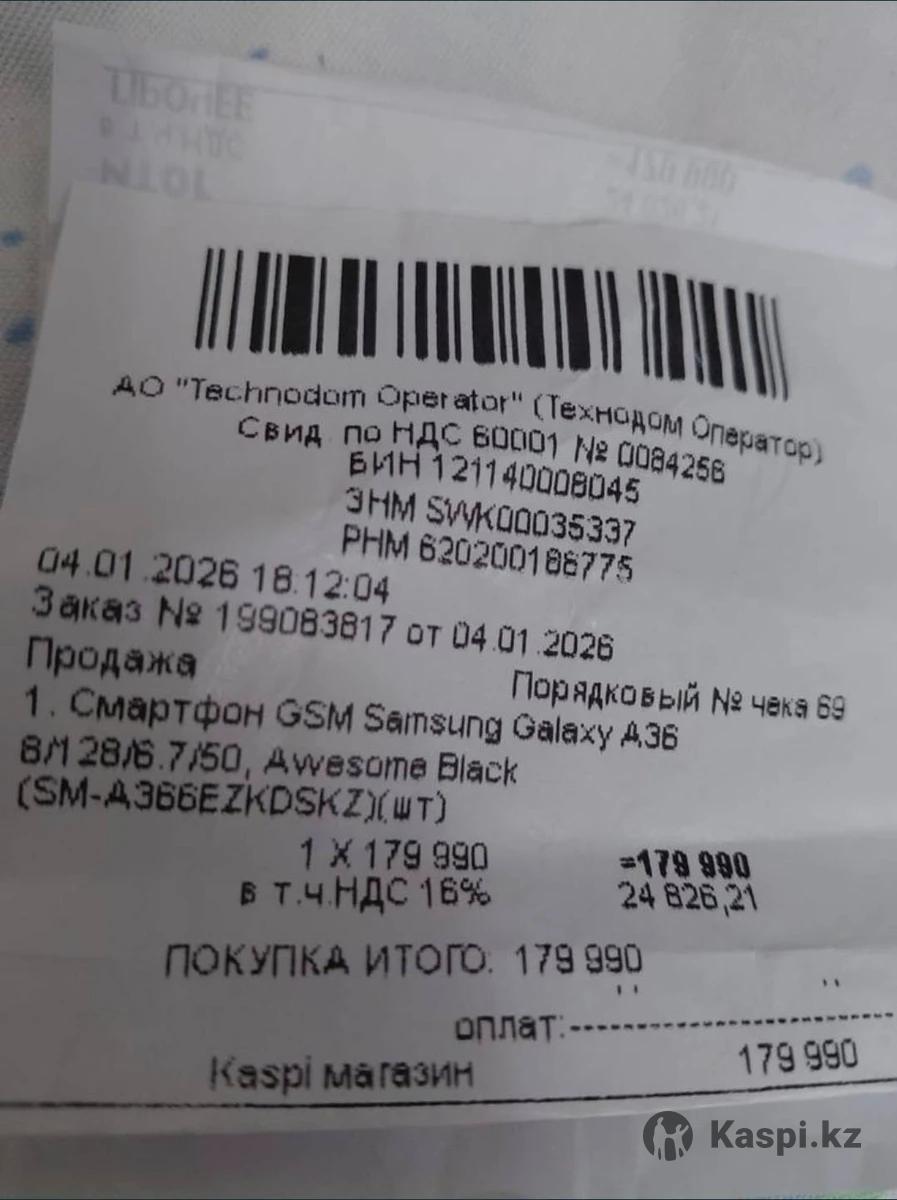 АО "Technodom Operator" (Технодом Оператор)
Свид. по НДС 60001 № 0084256
БИН 121140008045
ЗНМ SWK00035337
РНМ 620200186775
04.01.2026 18:12:04
Заказ № 199083817 от 04.01.2026
Продажа
Порядковый № чека 69
1. Смартфон GSM Samsung Galaxy A36
8/128/6.7/50, Awesome Black
(SM-A366EZKDSKZ)(шт)
1 X 179 990 =179 990
в т.ч.НДС 16% 24 826,21
ПОКУПКА ИТОГО: 179 990
оплат:--------------------------
Kaspi магазин 179 990
Kaspi.kz